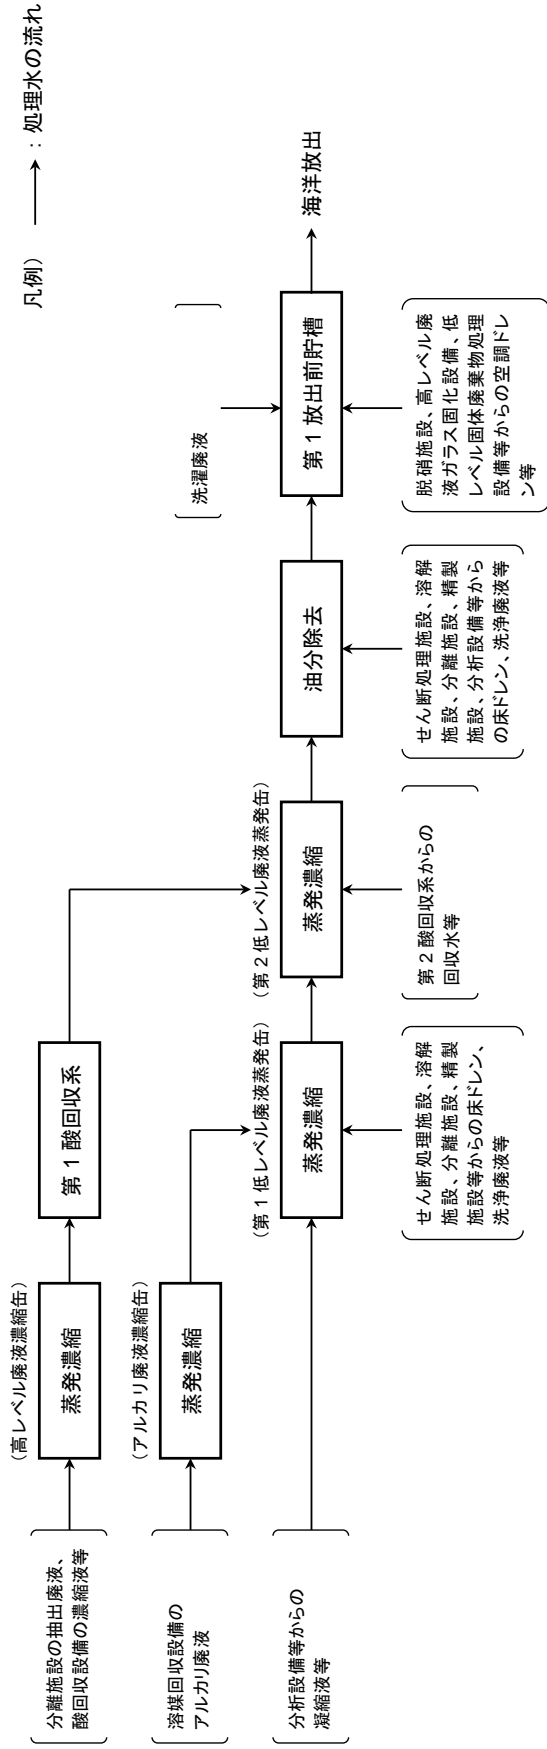 凡例) ──→ : 処理水の流れ
分離施設の抽出廃液、
酸回収設備の濃縮液等
(高レベル廃液濃縮缶)
蒸発濃縮
第1酸回収系
溶媒回収設備の
アルカリ廃液
(アルカリ廃液濃縮缶)
蒸発濃縮
分析設備等からの
凝縮液等
(第1低レベル廃液蒸発缶)
蒸発濃縮
せん断処理施設、溶解
施設、分離施設、精製
施設等からの床ドレン、
洗浄廃液等
(第2低レベル廃液蒸発缶)
蒸発濃縮
第2酸回収系からの
回収水等
油分除去
せん断処理施設、溶解
施設、分離施設、精製
施設、分析設備等から
の床ドレン、洗浄廃液等
洗濯廃液
第1放出前貯槽
脱硝施設、高レベル廃
液ガラス固化設備、低
レベル固体廃棄物処理
設備等からの空調ドレ
ン等
海洋放出